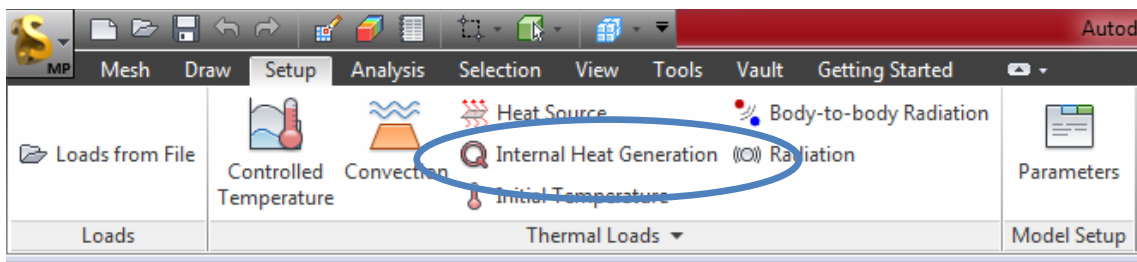 Autod
MP Mesh Draw Setup Analysis Selection View Tools Vault Getting Started
Heat Source Body-to-body Radiation
Loads from File Internal Heat Generation Radiation
Controlled Temperature Convection Initial Temperature Parameters
Loads Thermal Loads Model Setup